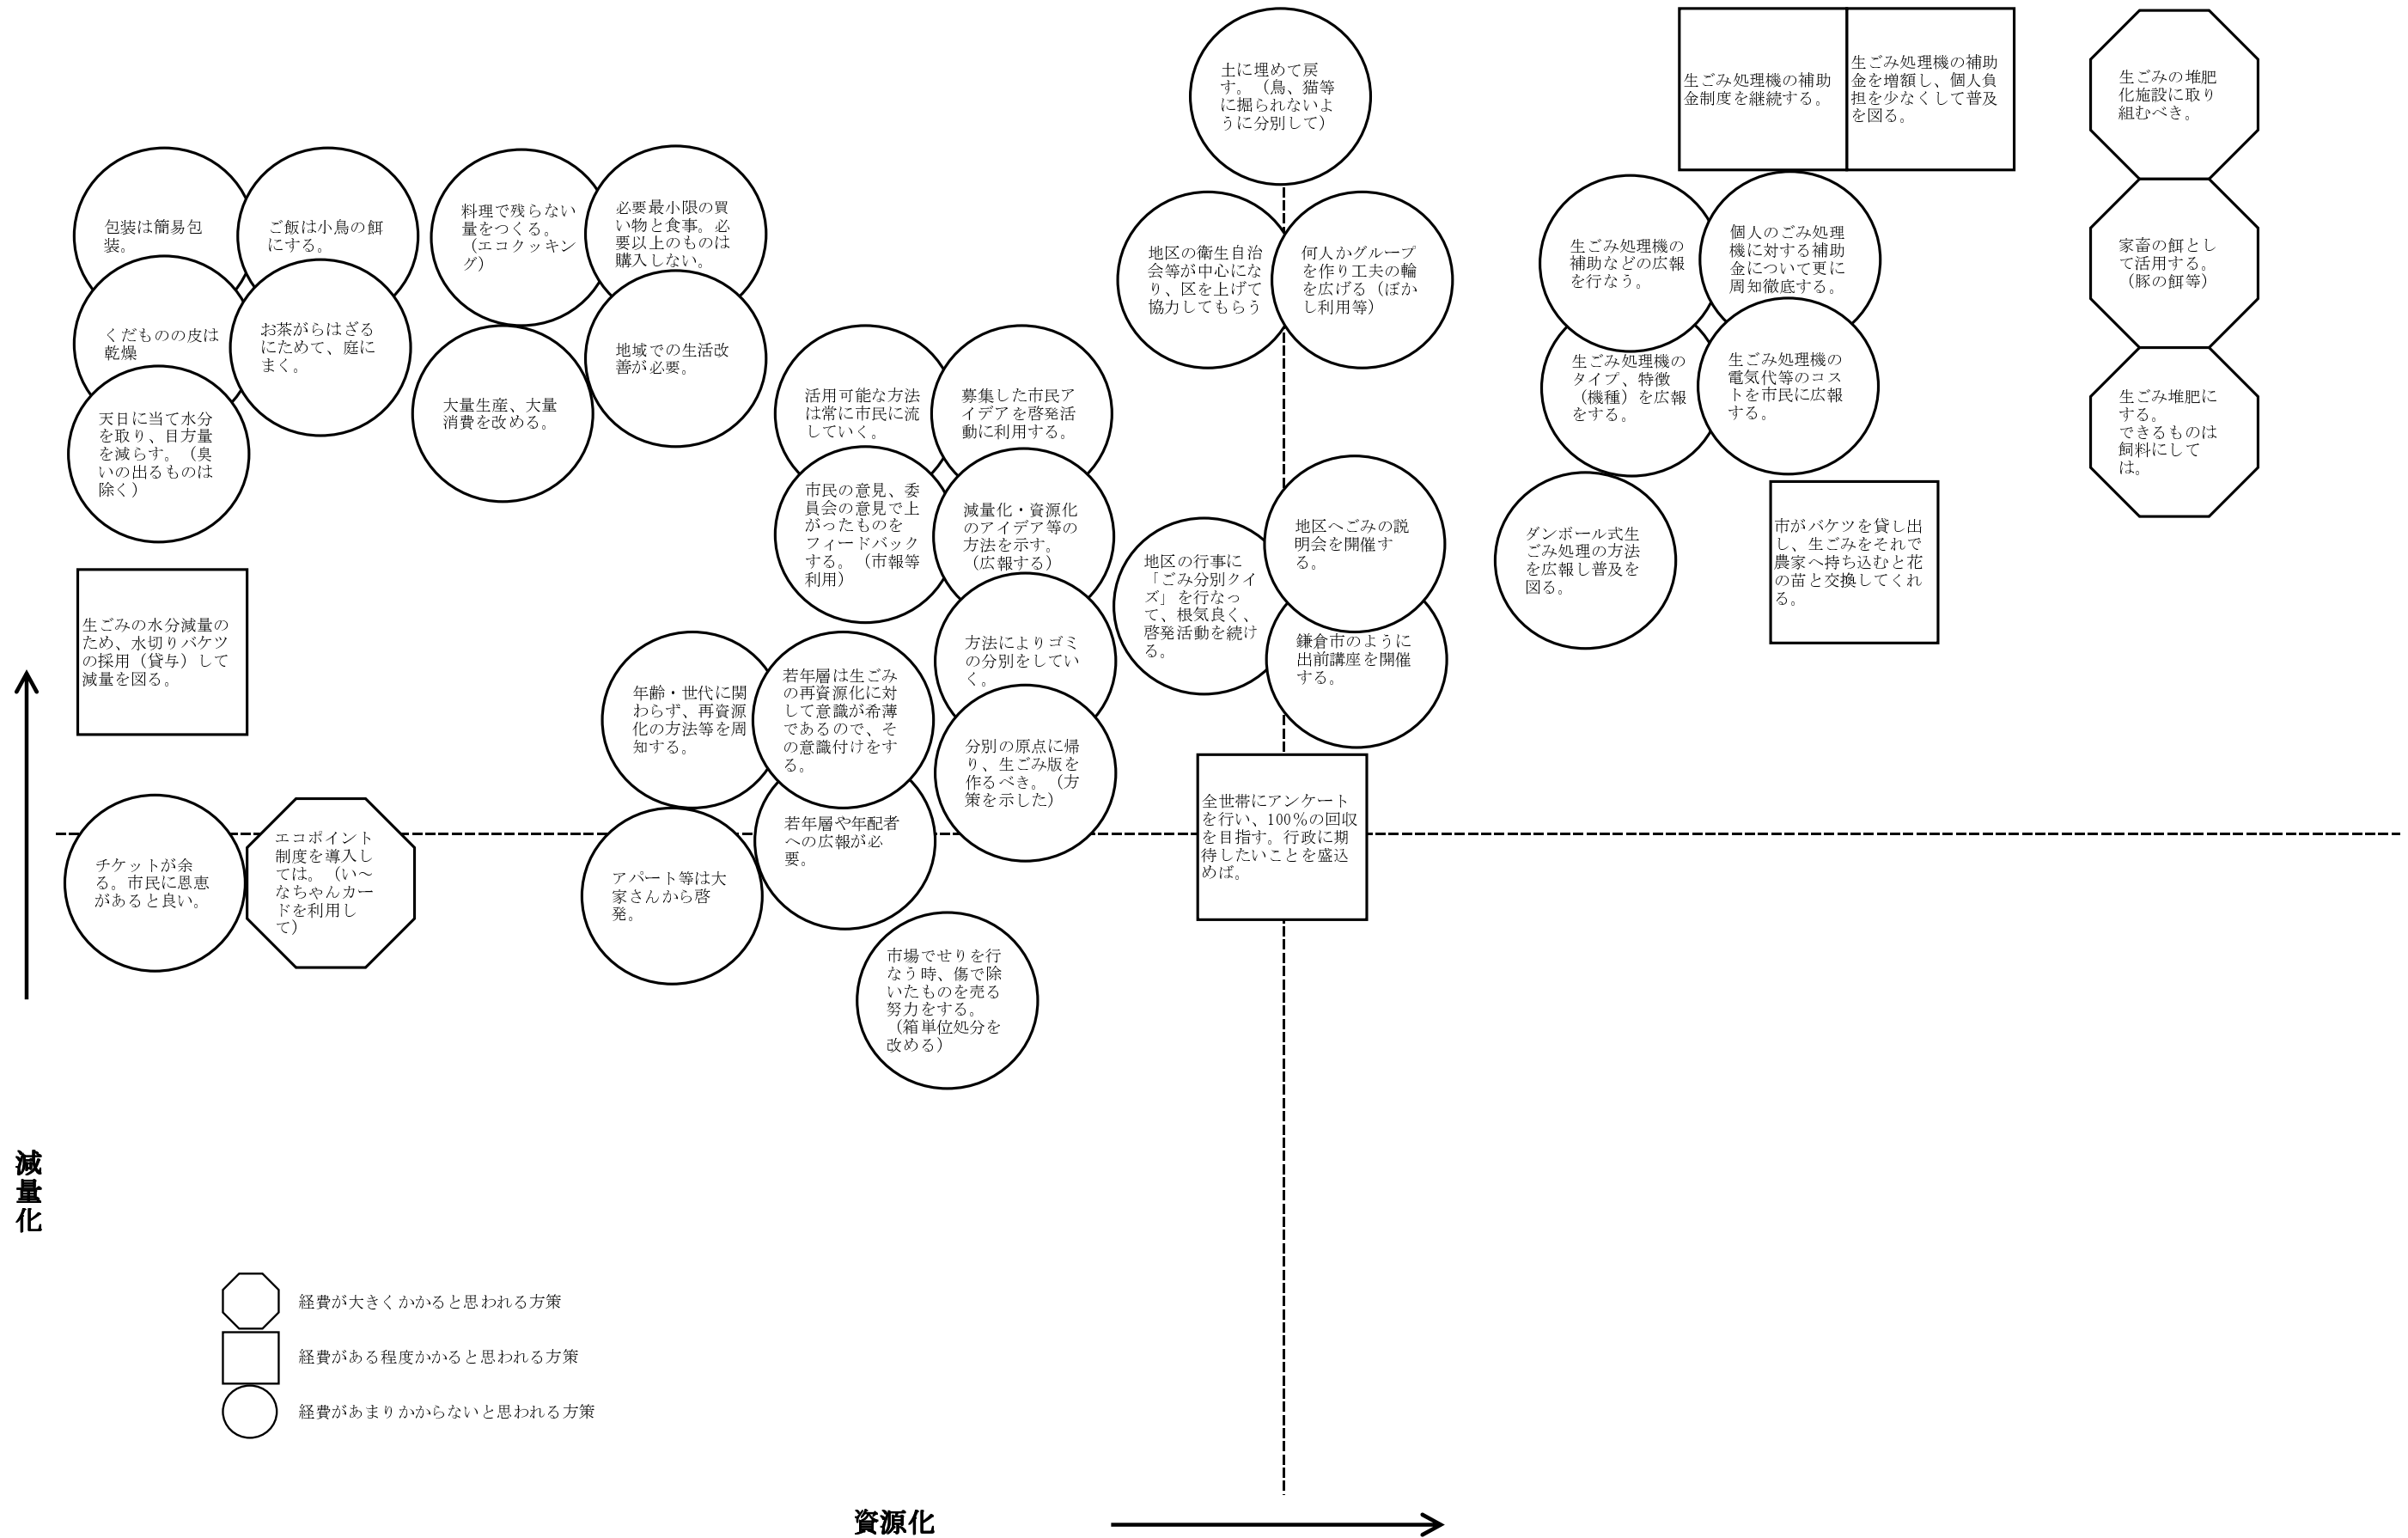 土に埋めて戻
す。（鳥、猫等
に掘られないよ
うに分別して）
生ごみ処理機の補助
金制度を継続する。
生ごみ処理機の補助
金を増額し、個人負
担を少なくして普及
を図る。
生ごみの堆肥
化施設に取り
組むべき。
包装は簡易包
装。
ご飯は小鳥の餌
にする。
料理で残らない
量をつくる。
（エコクッキン
グ）
必要最小限の買
い物と食事。必
要以上のものは
購入しない。
地区の衛生自治
会等が中心にな
り、区を上げて
協力してもらう
何人かグループ
を作り工夫の輪
を広げる（ぼか
し利用等）
生ごみ処理機の
補助などの広報
を行なう。
個人のごみ処理
機に対する補助
金について更に
周知徹底する。
家畜の餌とし
て活用する。
（豚の餌等）
くだものの皮は
乾燥
お茶がらはざる
にためて、庭に
まく。
大量生産、大量
消費を改める。
地域での生活改
善が必要。
活用可能な方法
は常に市民に流
していく。
募集した市民ア
イデアを啓発活
動に利用する。
生ごみ処理機の
タイプ、特徴
（機種）を広報
をする。
生ごみ処理機の
電気代等のコス
トを市民に広報
する。
生ごみ堆肥に
する。
できるものは
飼料にして
は。
天日に当て水分
を取り、目方量
を減らす。（臭
いの出るものは
除く）
市民の意見、委
員会の意見で上
がったものを
フィードバック
する。（市報等
利用）
減量化・資源化
のアイデア等の
方法を示す。
（広報する）
地区の行事に
「ごみ分別クイ
ズ」を行なっ
て、根気良く、
啓発活動を続け
る。
地区へごみの説
明会を開催す
る。
ダンボール式生
ごみ処理の方法
を広報し普及を
図る。
市がバケツを貸し出
し、生ごみをそれで
農家へ持ち込むと花
の苗と交換してくれ
る。
生ごみの水分減量の
ため、水切りバケツ
の採用（貸与）して
減量を図る。
年齢・世代に関
わらず、再資源
化の方法等を周
知する。
若年層は生ごみ
の再資源化に対
して意識が希薄
であるので、そ
の意識付けをす
る。
方法によりゴミ
の分別をしてい
く。
鎌倉市のように
出前講座を開催
する。
分別の原点に帰
り、生ごみ版を
作るべき。（方
策を示した）
全世帯にアンケート
を行い、100％の回収
を目指す。行政に期
待したいことを盛込
めば。
チケットが余
る。市民に恩恵
があると良い。
エコポイント
制度を導入し
ては。（い～
なちゃんカー
ドを利用し
て）
アパート等は大
家さんから啓
発。
若年層や年配者
への広報が必
要。
市場でせりを行
なう時、傷で除
いたものを売る
努力をする。
（箱単位処分を
改める）
減量化
経費が大きくかかると思われる方策
経費がある程度かかると思われる方策
経費があまりかからないと思われる方策
資源化